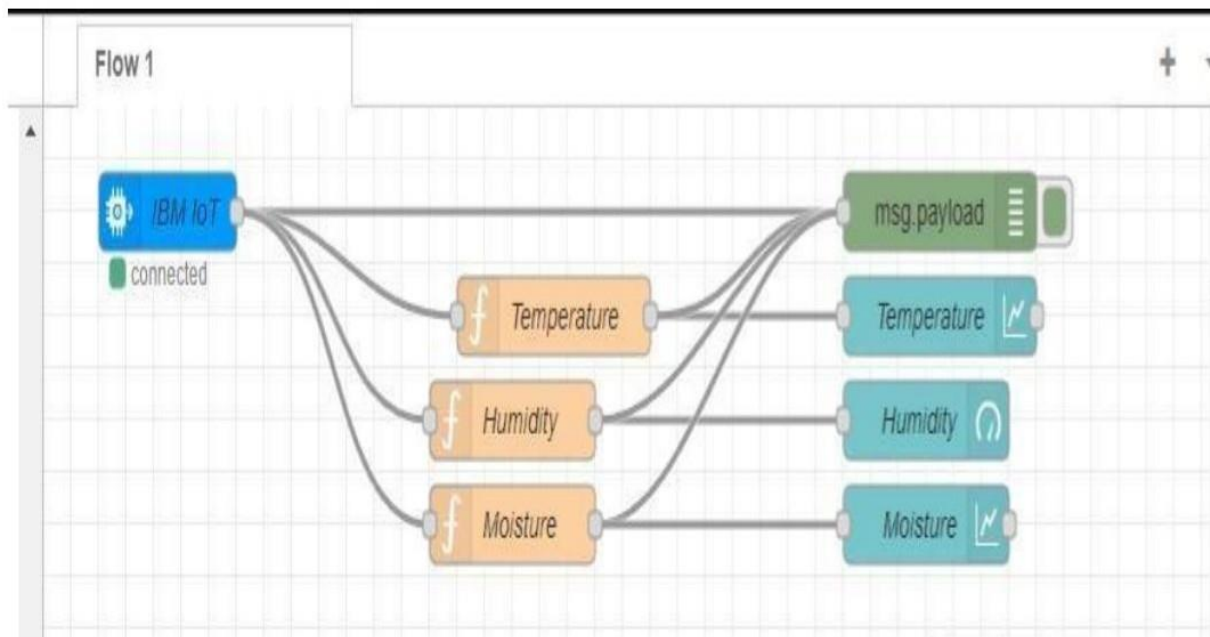 Flow 1
IBM IoT
msg.payload
connected
Temperature
Temperature
Humidity
Humidity
Moisture
Moisture